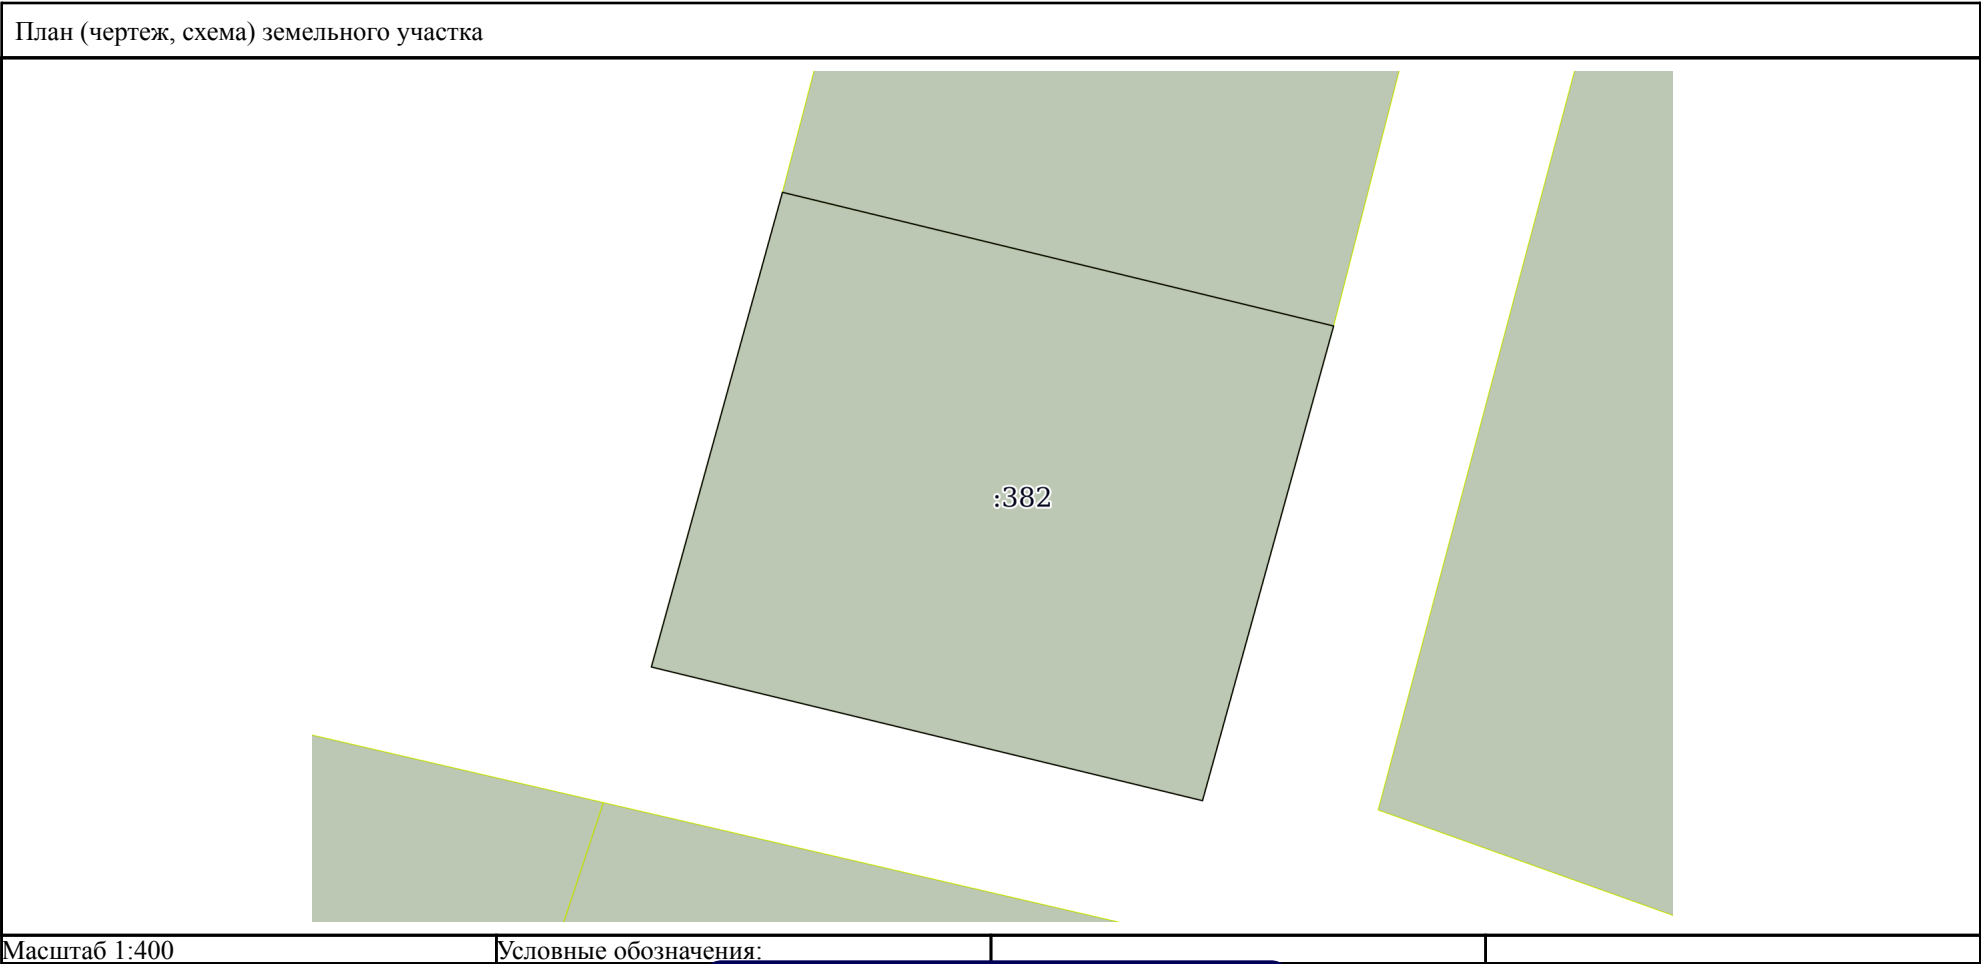 План (чертеж, схема) земельного участка
:382
Масштаб 1:400
Условные обозначения: